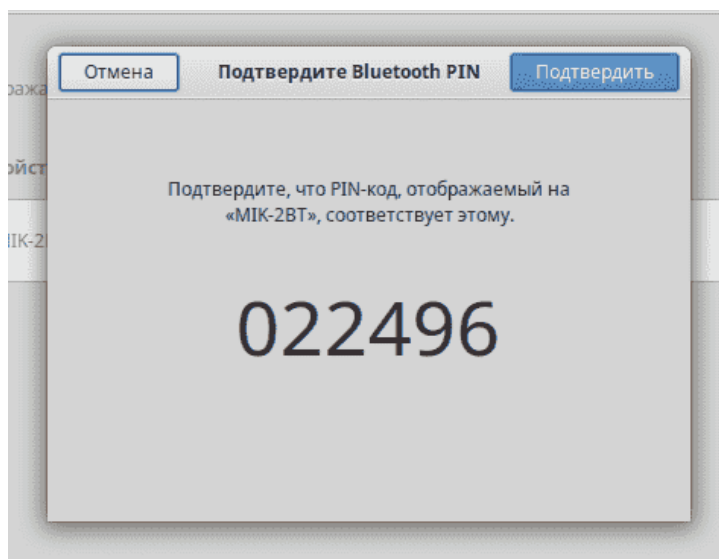 Отмена
Подтвердите Bluetooth PIN
Подтвердить
Подтвердите, что PIN-код, отображаемый на
«MIK-2BT», соответствует этому.
022496